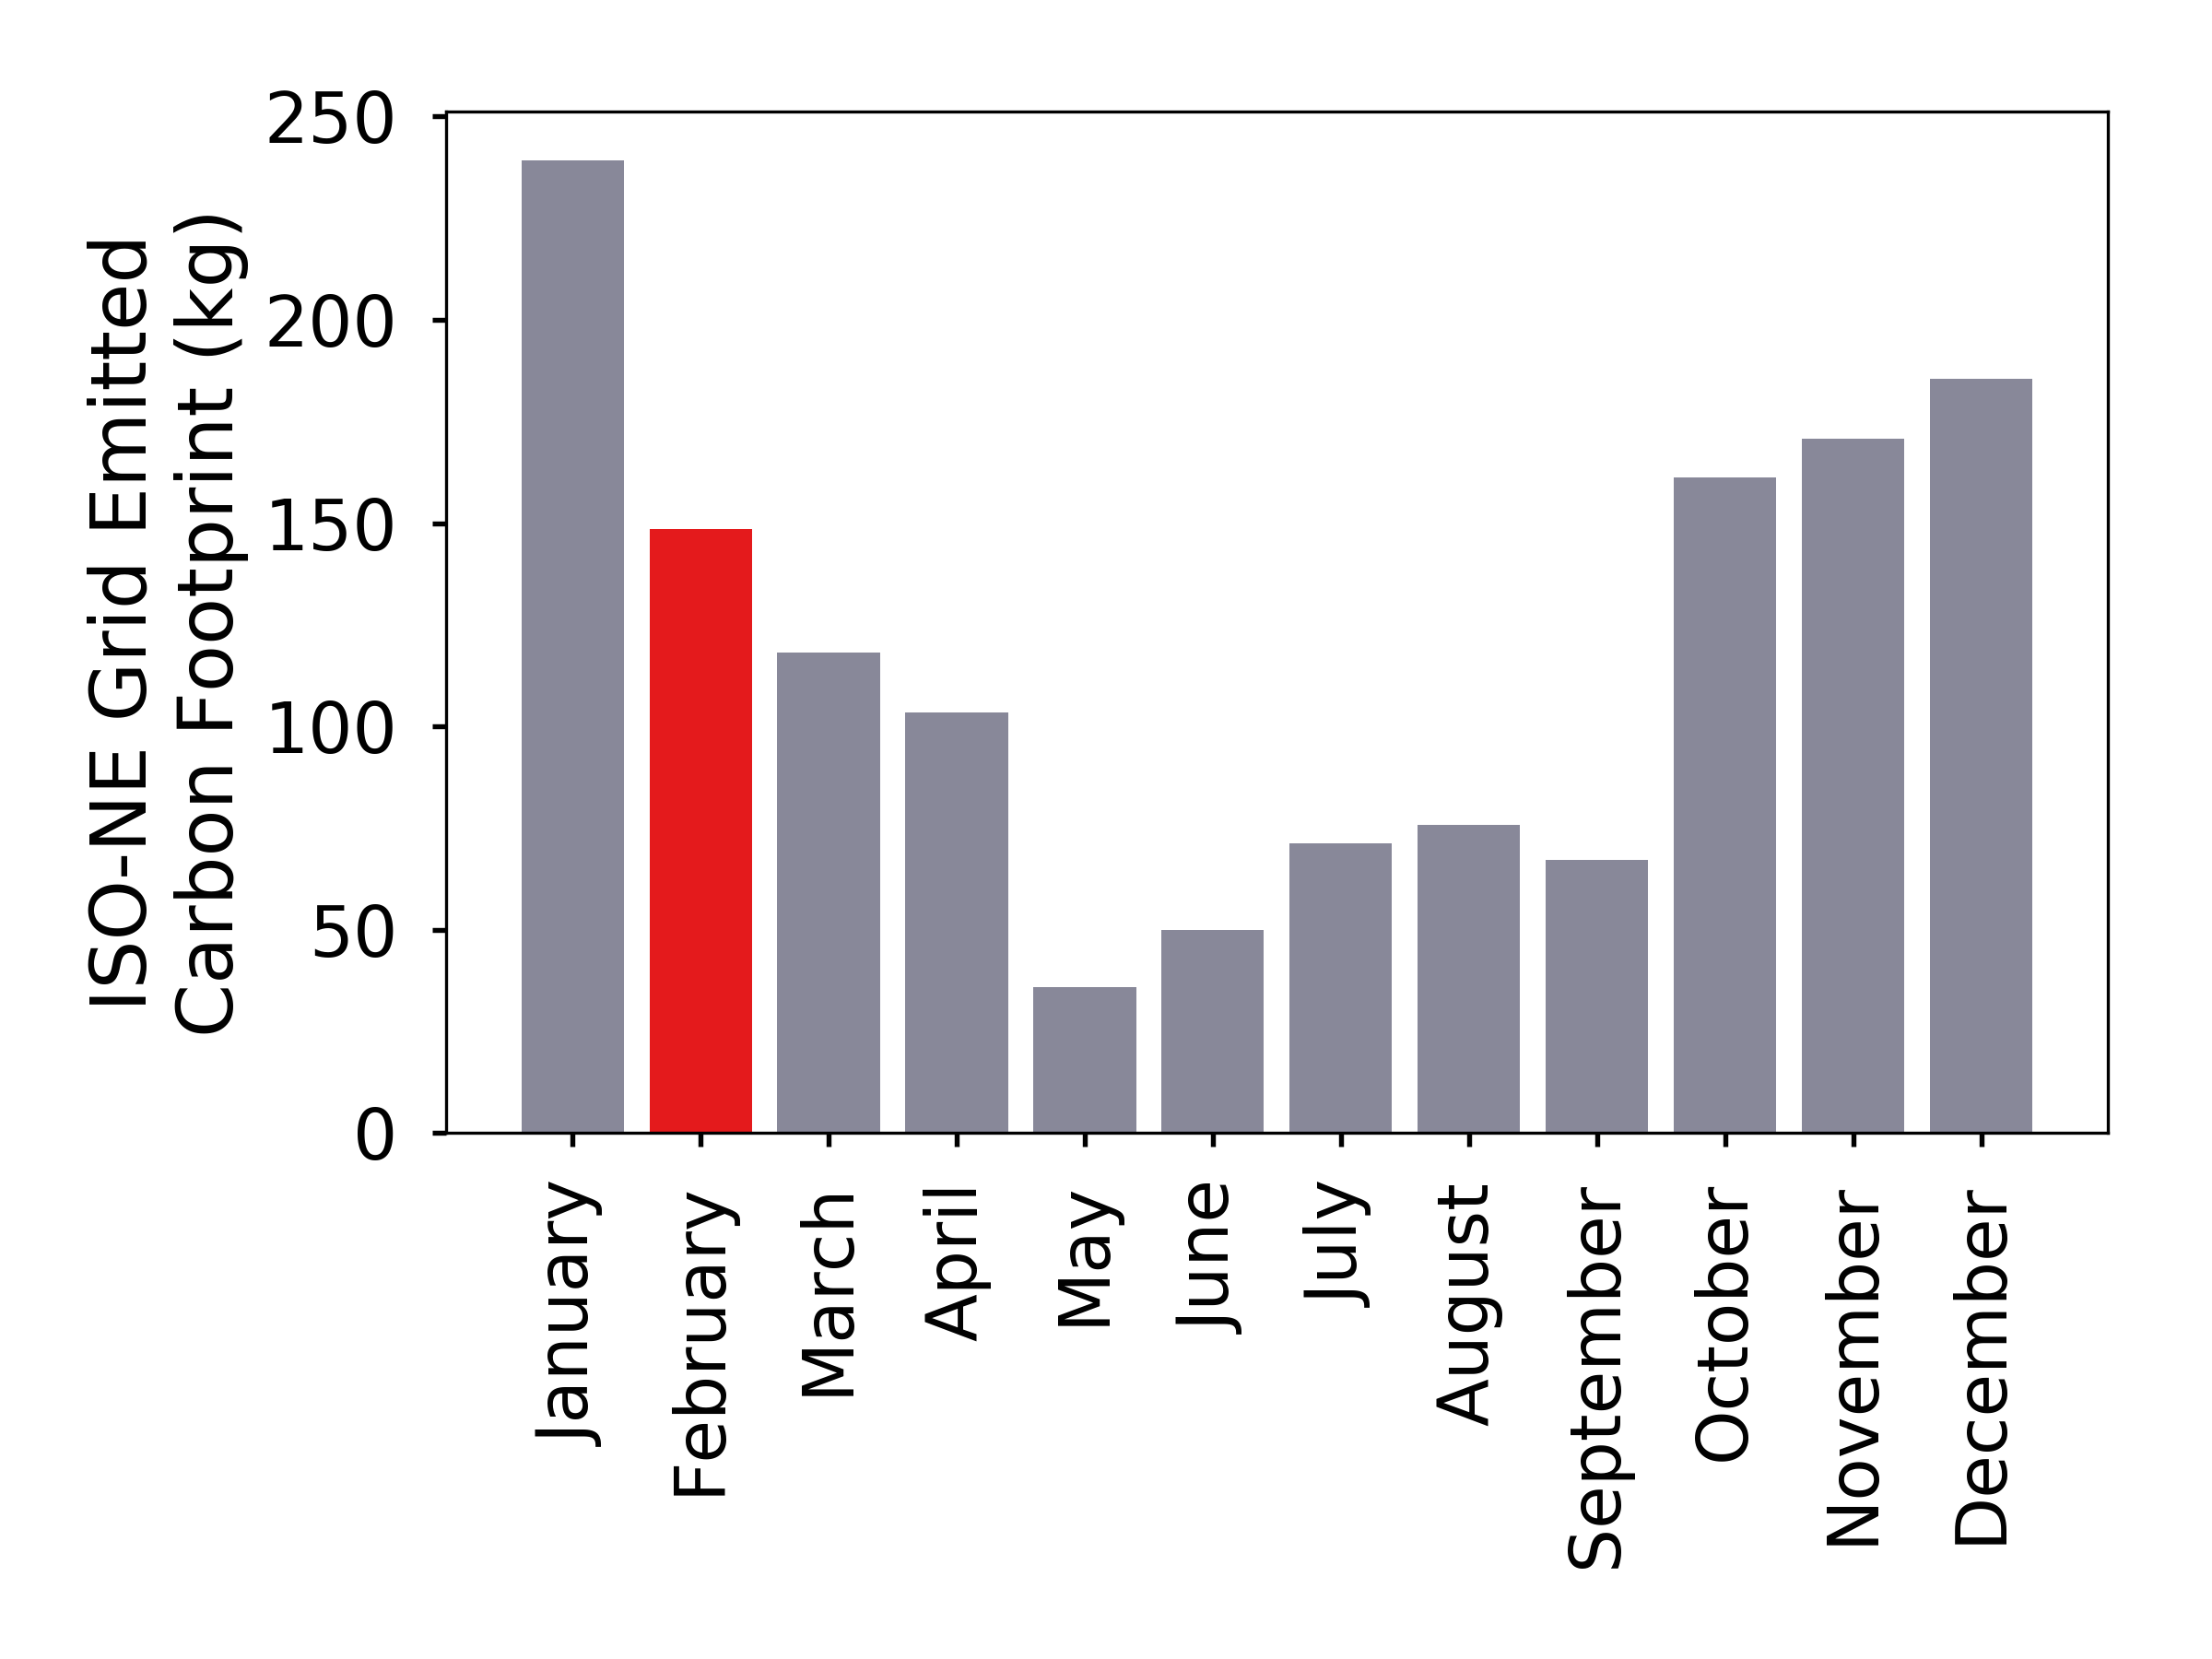 ISO-NE Grid Emitted
Carbon Footprint (kg)
250
200
150
100
50
0
January
February
March
April
May
June
July
August
September
October
November
December